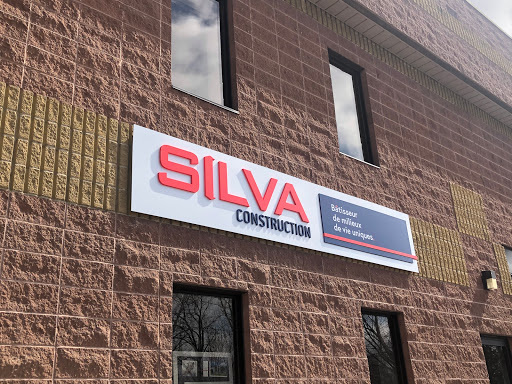 SILVA
CONSTRUCTION
Bâtisseur
de milieux
de vie uniques.